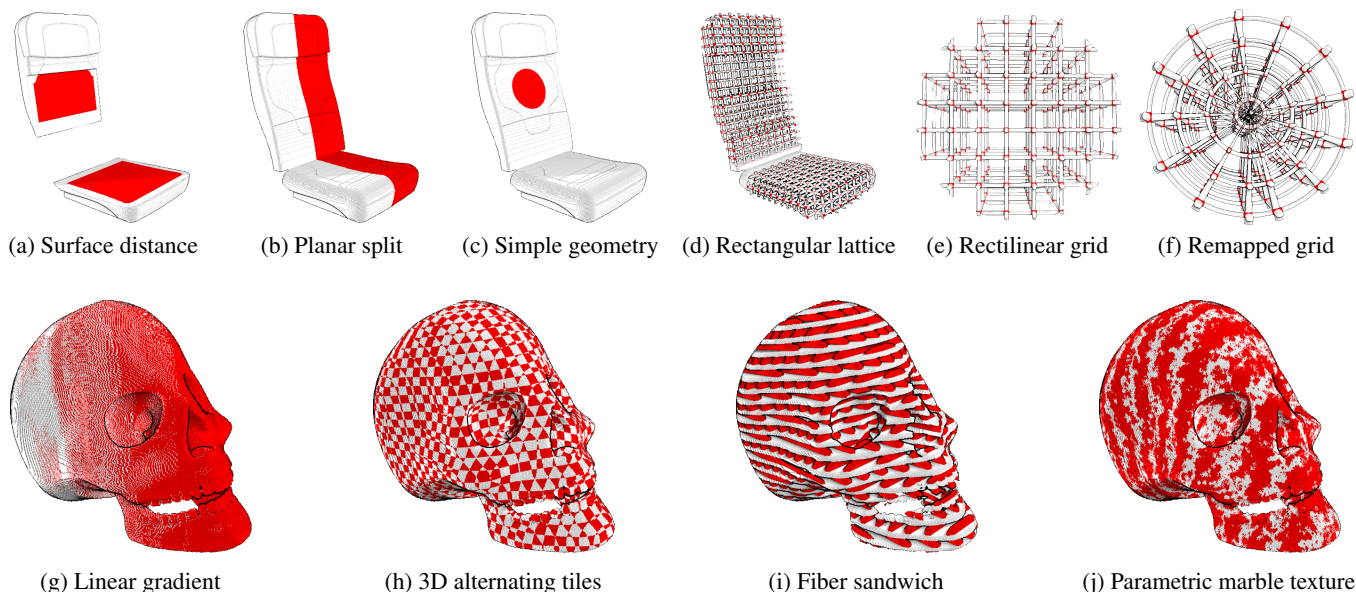 (a) Surface distance
(b) Planar split
(c) Simple geometry
(d) Rectangular lattice
(e) Rectilinear grid
(f) Remapped grid
(g) Linear gradient
(h) 3D alternating tiles
(i) Fiber sandwich
(j) Parametric marble texture